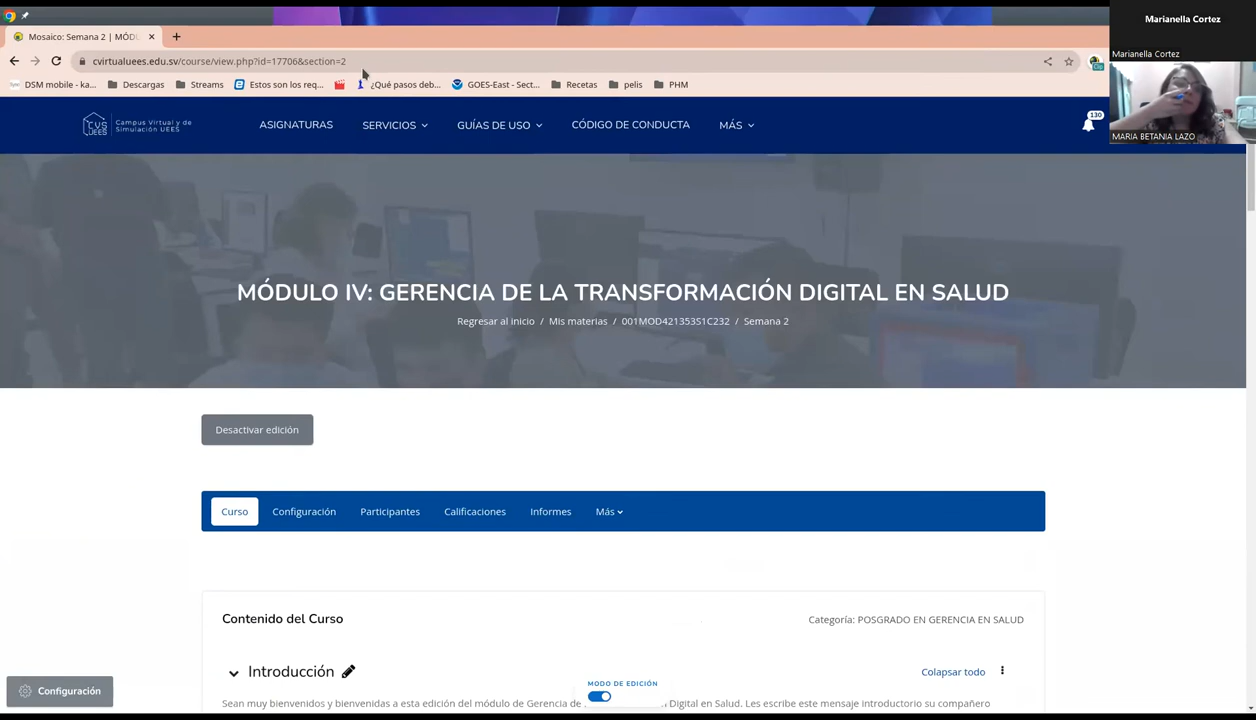 Marianella Cortez
Mosaico: Semana 2 | MÓDU
Marianella Cortez
cvirtualuees.edu.sv/course/view.php?id=17706&section=2
DSM mobile - ka...
Descargas
Streams
Estos son los req...
¿Qué pasos deb...
GOES-East - Sect...
Recetas
pelis
PHM
CVS
UEES
Campus Virtual y de
Simulación UEES
ASIGNATURAS
SERVICIOS
GUÍAS DE USO
CÓDIGO DE CONDUCTA
MÁS
130
MARIA BETANIA LAZO
MÓDULO IV: GERENCIA DE LA TRANSFORMACIÓN DIGITAL EN SALUD
Regresar al inicio / Mis materias / 001MOD421353S1C232 / Semana 2
Desactivar edición
Curso
Configuración
Participantes
Calificaciones
Informes
Más
Contenido del Curso
Categoría: POSGRADO EN GERENCIA EN SALUD
Introducción
Colapsar todo
Configuración
MODO DE EDICIÓN
Sean muy bienvenidos y bienvenidas a esta edición del módulo de Gerencia de Digital en Salud. Les escribe este mensaje introductorio su compañero